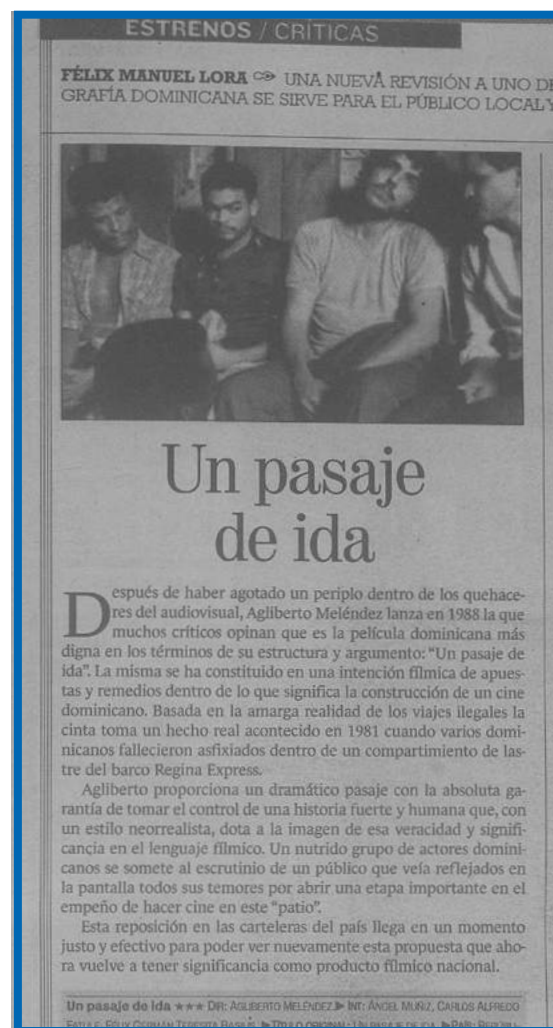 ESTRENOS / CRÍTICAS
FÉLIX MANUEL LORA UNA NUEVA REVISIÓN A UNO DE
GRAFÍA DOMINICANA SE SIRVE PARA EL PÚBLICO LOCAL Y
Un pasaje
de ida
Después de haber agotado un periplo dentro de los quehace-
res del audiovisual, Agliberto Meléndez lanza en 1988 la que
muchos críticos opinan que es la película dominicana más
digna en los términos de su estructura y argumento: "Un pasaje de
ida". La misma se ha constituido en una intención fílmica de apues-
tas y remedios dentro de lo que significa la construcción de un cine
dominicano. Basada en la amarga realidad de los viajes ilegales la
cinta toma un hecho real acontecido en 1981 cuando varios domi-
nicanos fallecieron asfixiados dentro de un compartimiento de las-
tre del barco Regina Express.
Agliberto proporciona un dramático pasaje con la absoluta ga-
rantía de tomar el control de una historia fuerte y humana que, con
un estilo neorrealista, dota a la imagen de esa veracidad y signifi-
cancia en el lenguaje fílmico. Un nutrido grupo de actores domini-
canos se somete al escrutinio de un público que veía reflejados en
la pantalla todos sus temores por abrir una etapa importante en el
empeño de hacer cine en este "patio".
Esta reposición en las carteleras del país llega en un momento
justo y efectivo para poder ver nuevamente esta propuesta que aho-
ra vuelve a tener significancia como producto fílmico nacional.
Un pasaje de ida ★★★ DIR: AGLIBERTO MELÉNDEZ ▶ INT: ÁNGEL MUÑIZ, CARLOS ALFREDO
FÉLIX GERMÁN